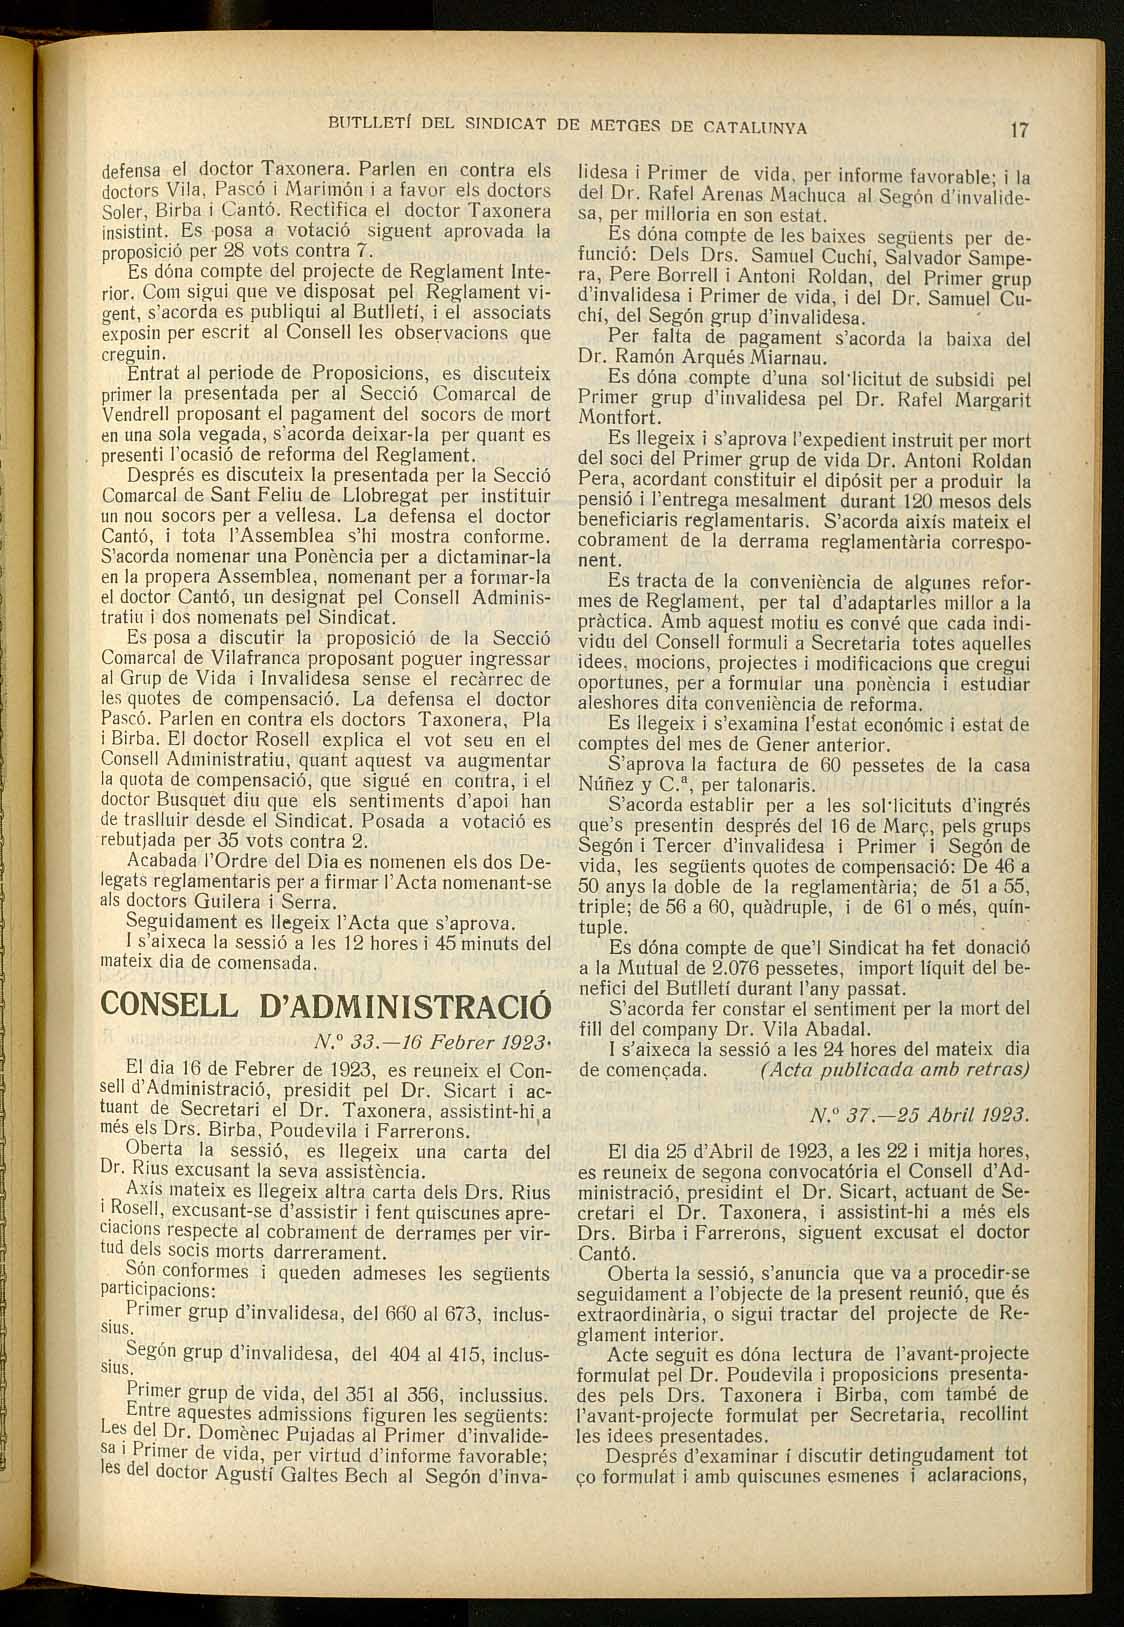 BUTLLETÍ DEL SINDICAT DE METGES DE CATALUNYA
17
defensa el doctor Taxonera. Parlen en contra els
doctors Vila, Pascó i Marimón i a favor els doctors
Soler, Birba i Cantó. Rectifica el doctor Taxonera
insistint. Es posa a votació siguent aprovada la
proposició per 28 vots contra 7.
Es dóna compte del projecte de Reglament Inte-
rior. Com sigui que ve disposat pel Reglament vi-
gent, s'acorda es publiqui al Butlletí, i el associats
exposin per escrit al Consell les observacions que
creguin.
Entrat al periode de Proposicions, es discuteix
primer la presentada per al Secció Comarcal de
Vendrell proposant el pagament del socors de mort
en una sola vegada, s'acorda deixar-la per quant es
presenti l'ocasió de reforma del Reglament.
Després es discuteix la presentada per la Secció
Comarcal de Sant Feliu de Llobregat per instituir
un nou socors per a vellesa. La defensa el doctor
Cantó, i tota l'Assemblea s'hi mostra conforme.
S'acorda nomenar una Ponència per a dictaminar-la
en la propera Assemblea, nomenant per a formar-la
el doctor Cantó, un designat pel Consell Adminis-
tratiu i dos nomenats pel Sindicat.
Es posa a discutir la proposició de la Secció
Comarcal de Vilafranca proposant poguer ingressar
al Grup de Vida i Invalidesa sense el recàrrec de
les quotes de compensació. La defensa el doctor
Pascó. Parlen en contra els doctors Taxonera, Pla
i Birba. El doctor Rosell explica el vot seu en el
Consell Administratiu, quant aquest va augmentar
la quota de compensació, que sigué en contra, i el
doctor Busquet diu que els sentiments d'apoi han
de traslluir desde el Sindicat. Posada a votació es
rebutjada per 35 vots contra 2.
Acabada l'Ordre del Dia es nomenen els dos De-
legats reglamentaris per a firmar l'Acta nomenant-se
als doctors Guilera i Serra.
Seguidament es llegeix l'Acta que s'aprova.
I s'aixeca la sessió a les 12 hores i 45 minuts del
mateix dia de comensada.
CONSELL D'ADMINISTRACIÓ
N.º 33.—16 Febrer 1923.
El dia 16 de Febrer de 1923, es reuneix el Con-
sell d'Administració, presidit pel Dr. Sicart i ac-
tuant de Secretari el Dr. Taxonera, assistint-hi a
més els Drs. Birba, Poudevila i Farrerons.
Oberta la sessió, es llegeix una carta del
Dr. Rius excusant la seva assistència.
Axís mateix es llegeix altra carta dels Drs. Rius
i Rosell, excusant-se d'assistir i fent quiscunes apre-
ciacions respecte al cobrament de derrames per vir-
tud dels socis morts darrerament.
Són conformes i queden admeses les següents
participacions:
Primer grup d'invalidesa, del 660 al 673, inclus-
sius.
Segón grup d'invalidesa, del 404 al 415, inclus-
sius.
Primer grup de vida, del 351 al 356, inclussius.
Entre aquestes admissions figuren les següents:
Les del Dr. Domènec Pujadas al Primer d'invalide-
sa i Primer de vida, per virtud d'informe favorable;
les del doctor Agustí Galtes Bech al Segón d'inva-
lidesa i Primer de vida, per informe favorable; i la
del Dr. Rafel Arenas Machuca al Segón d'invalide-
sa, per milloria en son estat.
Es dóna compte de les baixes següents per de-
funció: Dels Drs. Samuel Cuchí, Salvador Sampe-
ra, Pere Borrell i Antoni Roldan, del Primer grup
d'invalidesa i Primer de vida, i del Dr. Samuel Cu-
chí, del Segón grup d'invalidesa.
Per falta de pagament s'acorda la baixa del
Dr. Ramón Arqués Miarnau.
Es dóna compte d'una sol·licitut de subsidi pel
Primer grup d'invalidesa pel Dr. Rafel Margarit
Montfort.
Es llegeix i s'aprova l'expedient instruit per mort
del soci del Primer grup de vida Dr. Antoni Roldan
Pera, acordant constituir el dipósit per a produir la
pensió i l'entrega mesalment durant 120 mesos dels
beneficiaris reglamentaris. S'acorda aixís mateix el
cobrament de la derrama reglamentària correspo-
nent.
Es tracta de la conveniència de algunes refor-
mes de Reglament, per tal d'adaptarles millor a la
pràctica. Amb aquest motiu es convé que cada indi-
vidu del Consell formuli a Secretaria totes aquelles
idees, mocions, projectes i modificacions que cregui
oportunes, per a formular una ponència i estudiar
aleshores dita conveniència de reforma.
Es llegeix i s'examina l'estat económic i estat de
comptes del mes de Gener anterior.
S'aprova la factura de 60 pessetes de la casa
Núñez y C.ª, per talonaris.
S'acorda establir per a les sol·licituts d'ingrés
que's presentin després del 16 de Març, pels grups
Segón i Tercer d'invalidesa i Primer i Segón de
vida, les següents quotes de compensació: De 46 a
50 anys la doble de la reglamentària; de 51 a 55,
triple; de 56 a 60, quàdruple, i de 61 o més, quín-
tuple.
Es dóna compte de que'l Sindicat ha fet donació
a la Mutual de 2.076 pessetes, import líquit del be-
nefici del Butlletí durant l'any passat.
S'acorda fer constar el sentiment per la mort del
fill del company Dr. Vila Abadal.
I s'aixeca la sessió a les 24 hores del mateix dia
de començada. (Acta publicada amb retras)
N.º 37.—25 Abril 1923.
El dia 25 d'Abril de 1923, a les 22 i mitja hores,
es reuneix de segona convocatória el Consell d'Ad-
ministració, presidint el Dr. Sicart, actuant de Se-
cretari el Dr. Taxonera, i assistint-hi a més els
Drs. Birba i Farrerons, siguent excusat el doctor
Cantó.
Oberta la sessió, s'anuncia que va a procedir-se
seguidament a l'objecte de la present reunió, que és
extraordinària, o sigui tractar del projecte de Re-
glament interior.
Acte seguit es dóna lectura de l'avant-projecte
formulat pel Dr. Poudevila i proposicions presenta-
des pels Drs. Taxonera i Birba, com també de
l'avant-projecte formulat per Secretaria, recollint
les idees presentades.
Després d'examinar í discutir detingudament tot
ço formulat i amb quiscunes esmenes i aclaracions,